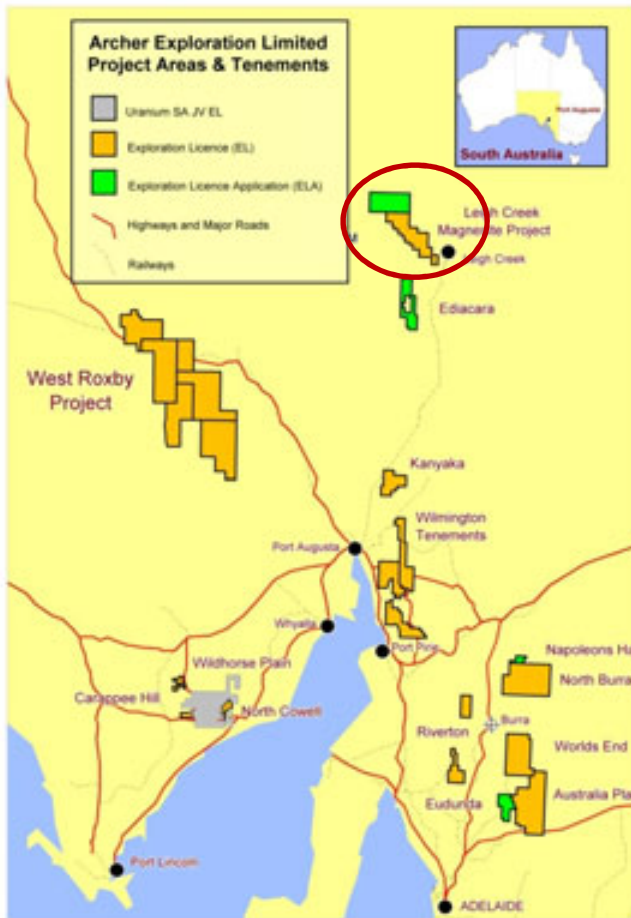 Archer Exploration Limited
Project Areas & Tenements
Uranium SA JV EL
Exploration Licence (EL)
Exploration Licence Application (ELA)
Highways and Major Roads
Railways
Port Augusta
South Australia
Leigh Creek
Magnesite Project
Leigh Creek
Ediacara
West Roxby
Project
Kanyaka
Wilmington
Tenements
Port Augusta
Whyalla
Port Pirie
Wildhorse Plain
Carappee Hill
North Cowell
Napoleons Ha
North Burra
Burra
Riverton
Worlds End
Eudunda
Australia Pla
Port Lincoln
ADELAIDE